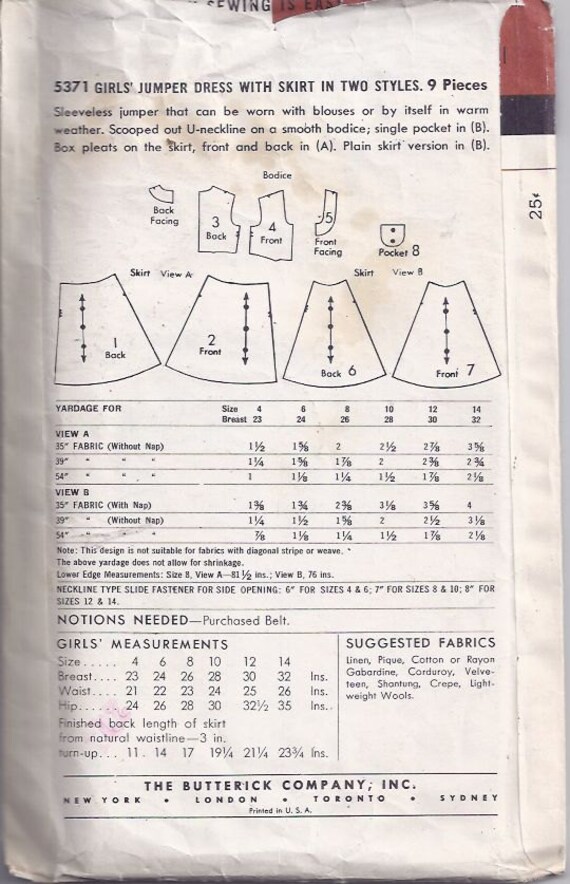 SEWING IS EASY
5371 GIRLS' JUMPER DRESS WITH SKIRT IN TWO STYLES. 9 Pieces
Sleeveless jumper that can be worn with blouses or by itself in warm
weather. Scooped out U-neckline on a smooth bodice; single pocket in (B).
Box pleats on the skirt, front and back in (A). Plain skirt version in (B).
25¢
Bodice
Back Facing
3 Back
4 Front
5 Front Facing
Pocket 8
Skirt View A
Skirt View B
1 Back
2 Front
Back 6
Front 7
YARDAGE FOR Size 4 6 8 10 12 14
Breast 23 24 26 28 30 32
VIEW A
35" FABRIC (Without Nap) 1½ 1⅝ 2 2½ 2⅞ 3⅝
39" " " " 1¼ 1⅝ 1⅞ 2 2⅜ 2¾
54" " " " 1 1⅛ 1¼ 1½ 1⅞ 2⅛
VIEW B
35" FABRIC (With Nap) 1⅜ 1¾ 2⅜ 3⅛ 3⅝ 4
39" " (Without Nap) 1¼ 1½ 1⅝ 2 2½ 3⅛
54" " " " ⅞ 1⅛ 1¼ 1½ 1⅞ 2⅛
Note: This design is not suitable for fabrics with diagonal stripe or weave.
The above yardage does not allow for shrinkage.
Lower Edge Measurements: Size 8, View A—81½ ins.; View B, 76 ins.
NECKLINE TYPE SLIDE FASTENER FOR SIDE OPENING: 6" FOR SIZES 4 & 6; 7" FOR SIZES 8 & 10; 8" FOR
SIZES 12 & 14.
NOTIONS NEEDED—Purchased Belt.
GIRLS' MEASUREMENTS
Size..... 4 6 8 10 12 14
Breast.... 23 24 26 28 30 32 Ins.
Waist.... 21 22 23 24 25 26 Ins.
Hip...... 24 26 28 30 32½ 35 Ins.
Finished back length of skirt
from natural waistline—3 in.
turn-up... 11 14 17 19¼ 21¼ 23¾ Ins.
SUGGESTED FABRICS
Linen, Pique, Cotton or Rayon
Gabardine, Corduroy, Velve-
teen, Shantung, Crepe, Light-
weight Wools.
THE BUTTERICK COMPANY, INC.
NEW YORK • LONDON • TORONTO • SYDNEY
Printed in U. S. A.